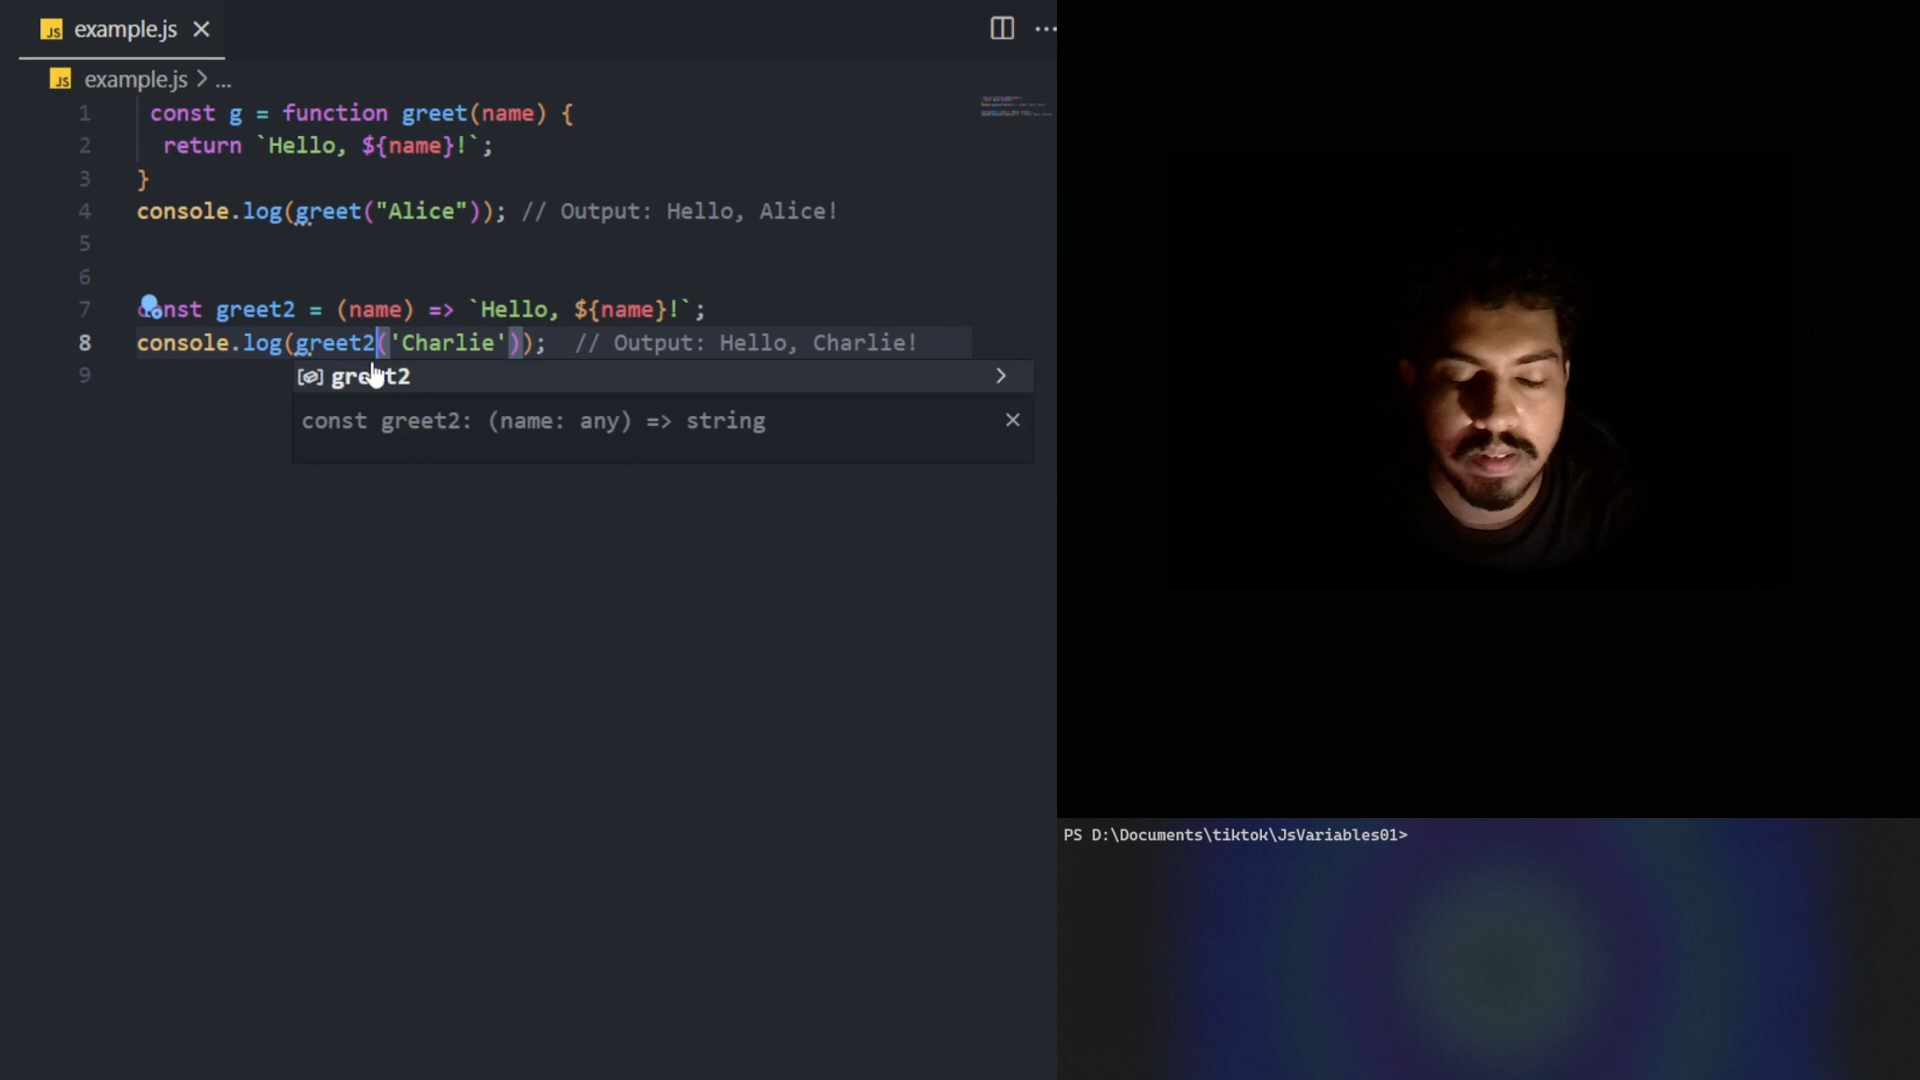 JS example.js
JS example.js > ...
1 const g = function greet(name) {
2 return `Hello, ${name}!`;
3 }
4 console.log(greet("Alice")); // Output: Hello, Alice!
5
6
7 const greet2 = (name) => `Hello, ${name}!`;
8 console.log(greet2('Charlie')); // Output: Hello, Charlie!
9
greet2
const greet2: (name: any) => string
PS D:\Documents\tiktok\JsVariables01>